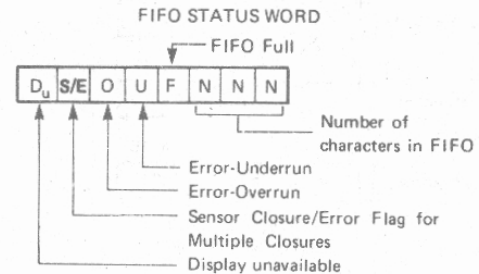 FIFO STATUS WORD
FIFO Full
Du S/E O U F N N N
Number of
characters in FIFO
Error-Underrun
Error-Overrun
Sensor Closure/Error Flag for
Multiple Closures
Display unavailable